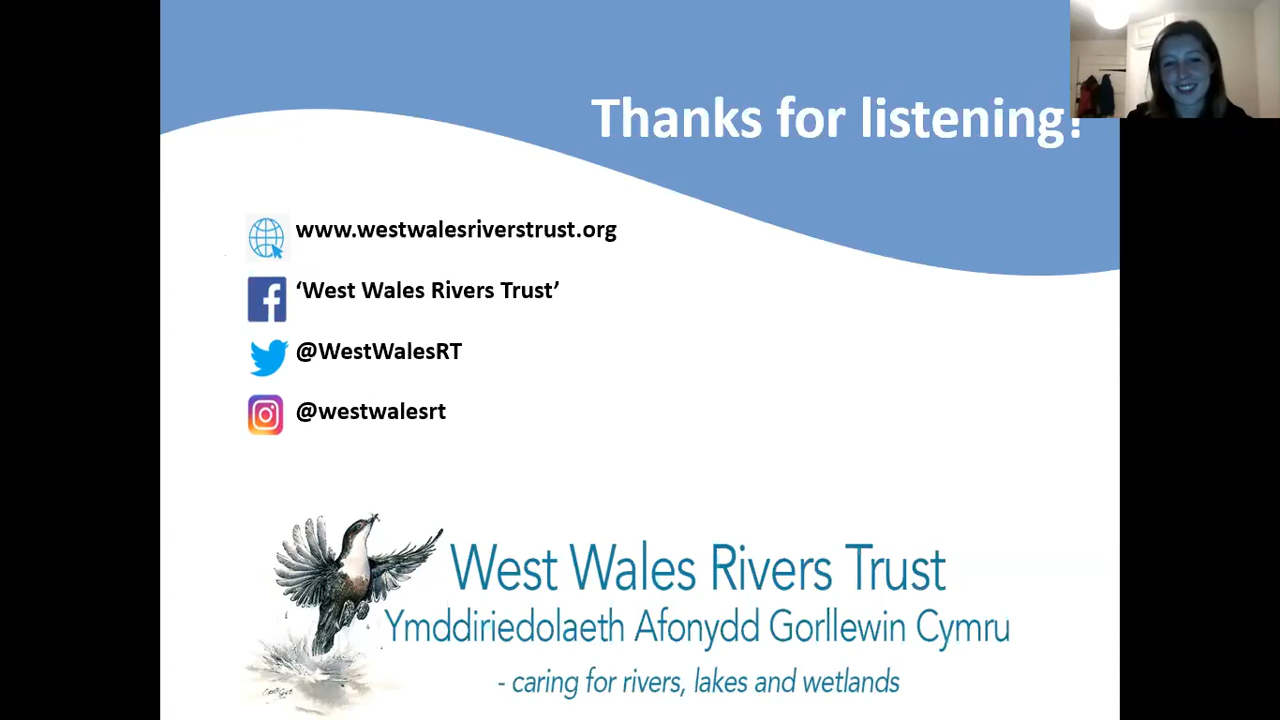 Thanks for listening!
www.westwalesriverstrust.org
‘West Wales Rivers Trust’
@WestWalesRT
@westwalesrt
West Wales Rivers Trust
Ymddiriedolaeth Afonydd Gorllewin Cymru
- caring for rivers, lakes and wetlands